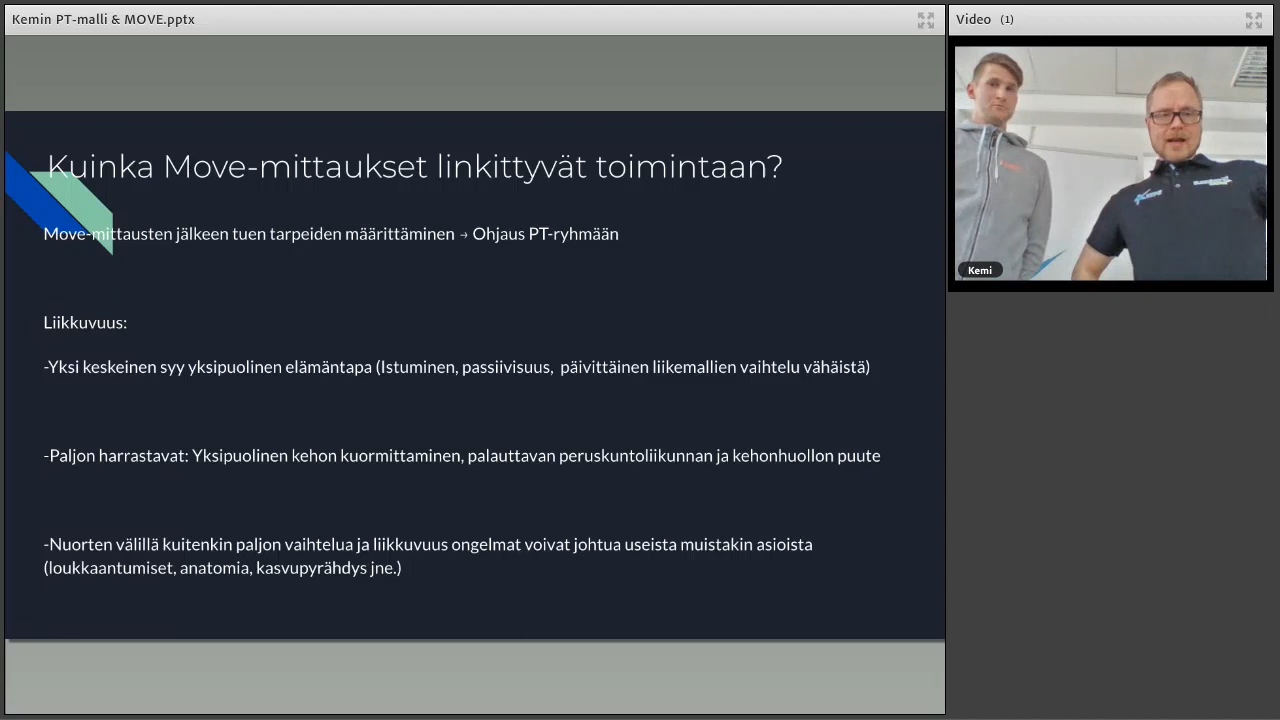 Kemin PT-malli & MOVE.pptx
Video (1)
Kuinka Move-mittaukset linkittyvät toimintaan?
Move-mittausten jälkeen tuen tarpeiden määrittäminen → Ohjaus PT-ryhmään
Liikkuvuus:
-Yksi keskeinen syy yksipuolinen elämäntapa (Istuminen, passiivisuus, päivittäinen liikemallien vaihtelu vähäistä)
-Paljon harrastavat: Yksipuolinen kehon kuormittaminen, palauttavan peruskuntoliikunnan ja kehonhuollon puute
-Nuorten välillä kuitenkin paljon vaihtelua ja liikkuvuus ongelmat voivat johtua useista muistakin asioista
(loukkaantumiset, anatomia, kasvupyrähdys jne.)
Kemi